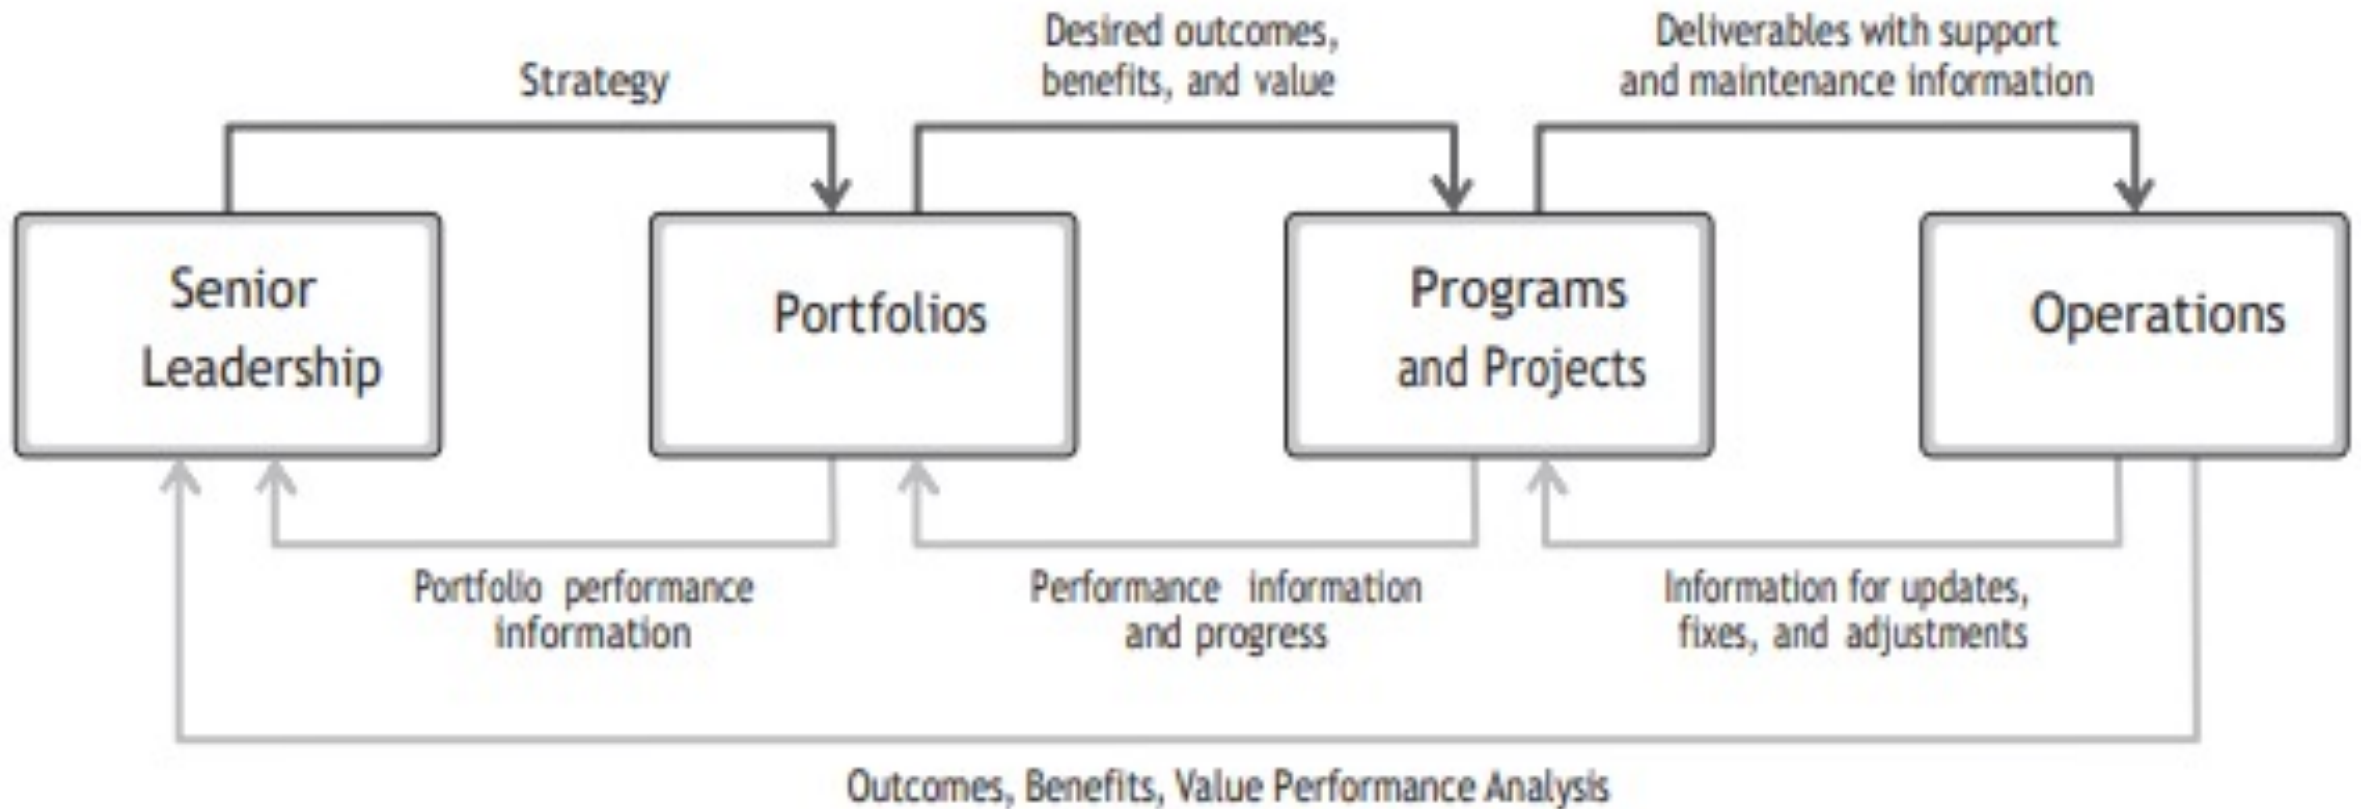 Strategy
Desired outcomes,
benefits, and value
Deliverables with support
and maintenance information
Senior
Leadership
Portfolios
Programs
and Projects
Operations
Portfolio performance
information
Performance information
and progress
Information for updates,
fixes, and adjustments
Outcomes, Benefits, Value Performance Analysis